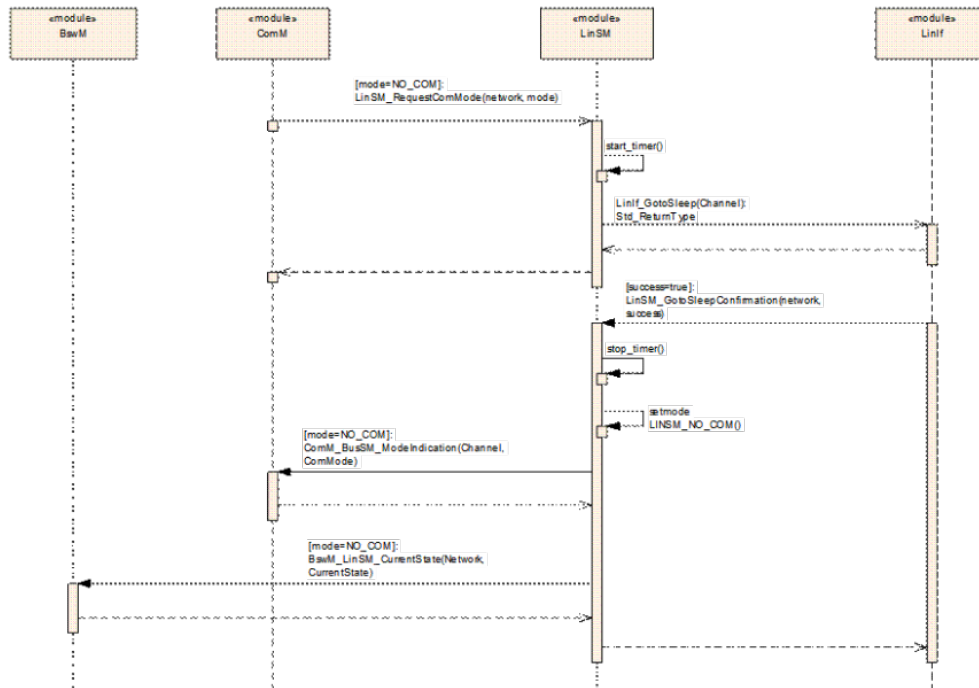 «module»
BswM
«module»
ComM
«module»
LinSM
«module»
LinIf
[mode=NO_COM]:
LinSM_RequestComMode(network, mode)
start_timer()
LinIf_GotoSleep(Channel):
Std_ReturnType
[success=true]:
LinSM_GotoSleepConfirmation(network,
success)
stop_timer()
setmode
LINSM_NO_COM()
[mode=NO_COM]:
ComM_BusSM_ModeIndication(Channel,
ComMode)
[mode=NO_COM]:
BswM_LinSM_CurrentState(Network,
CurrentState)